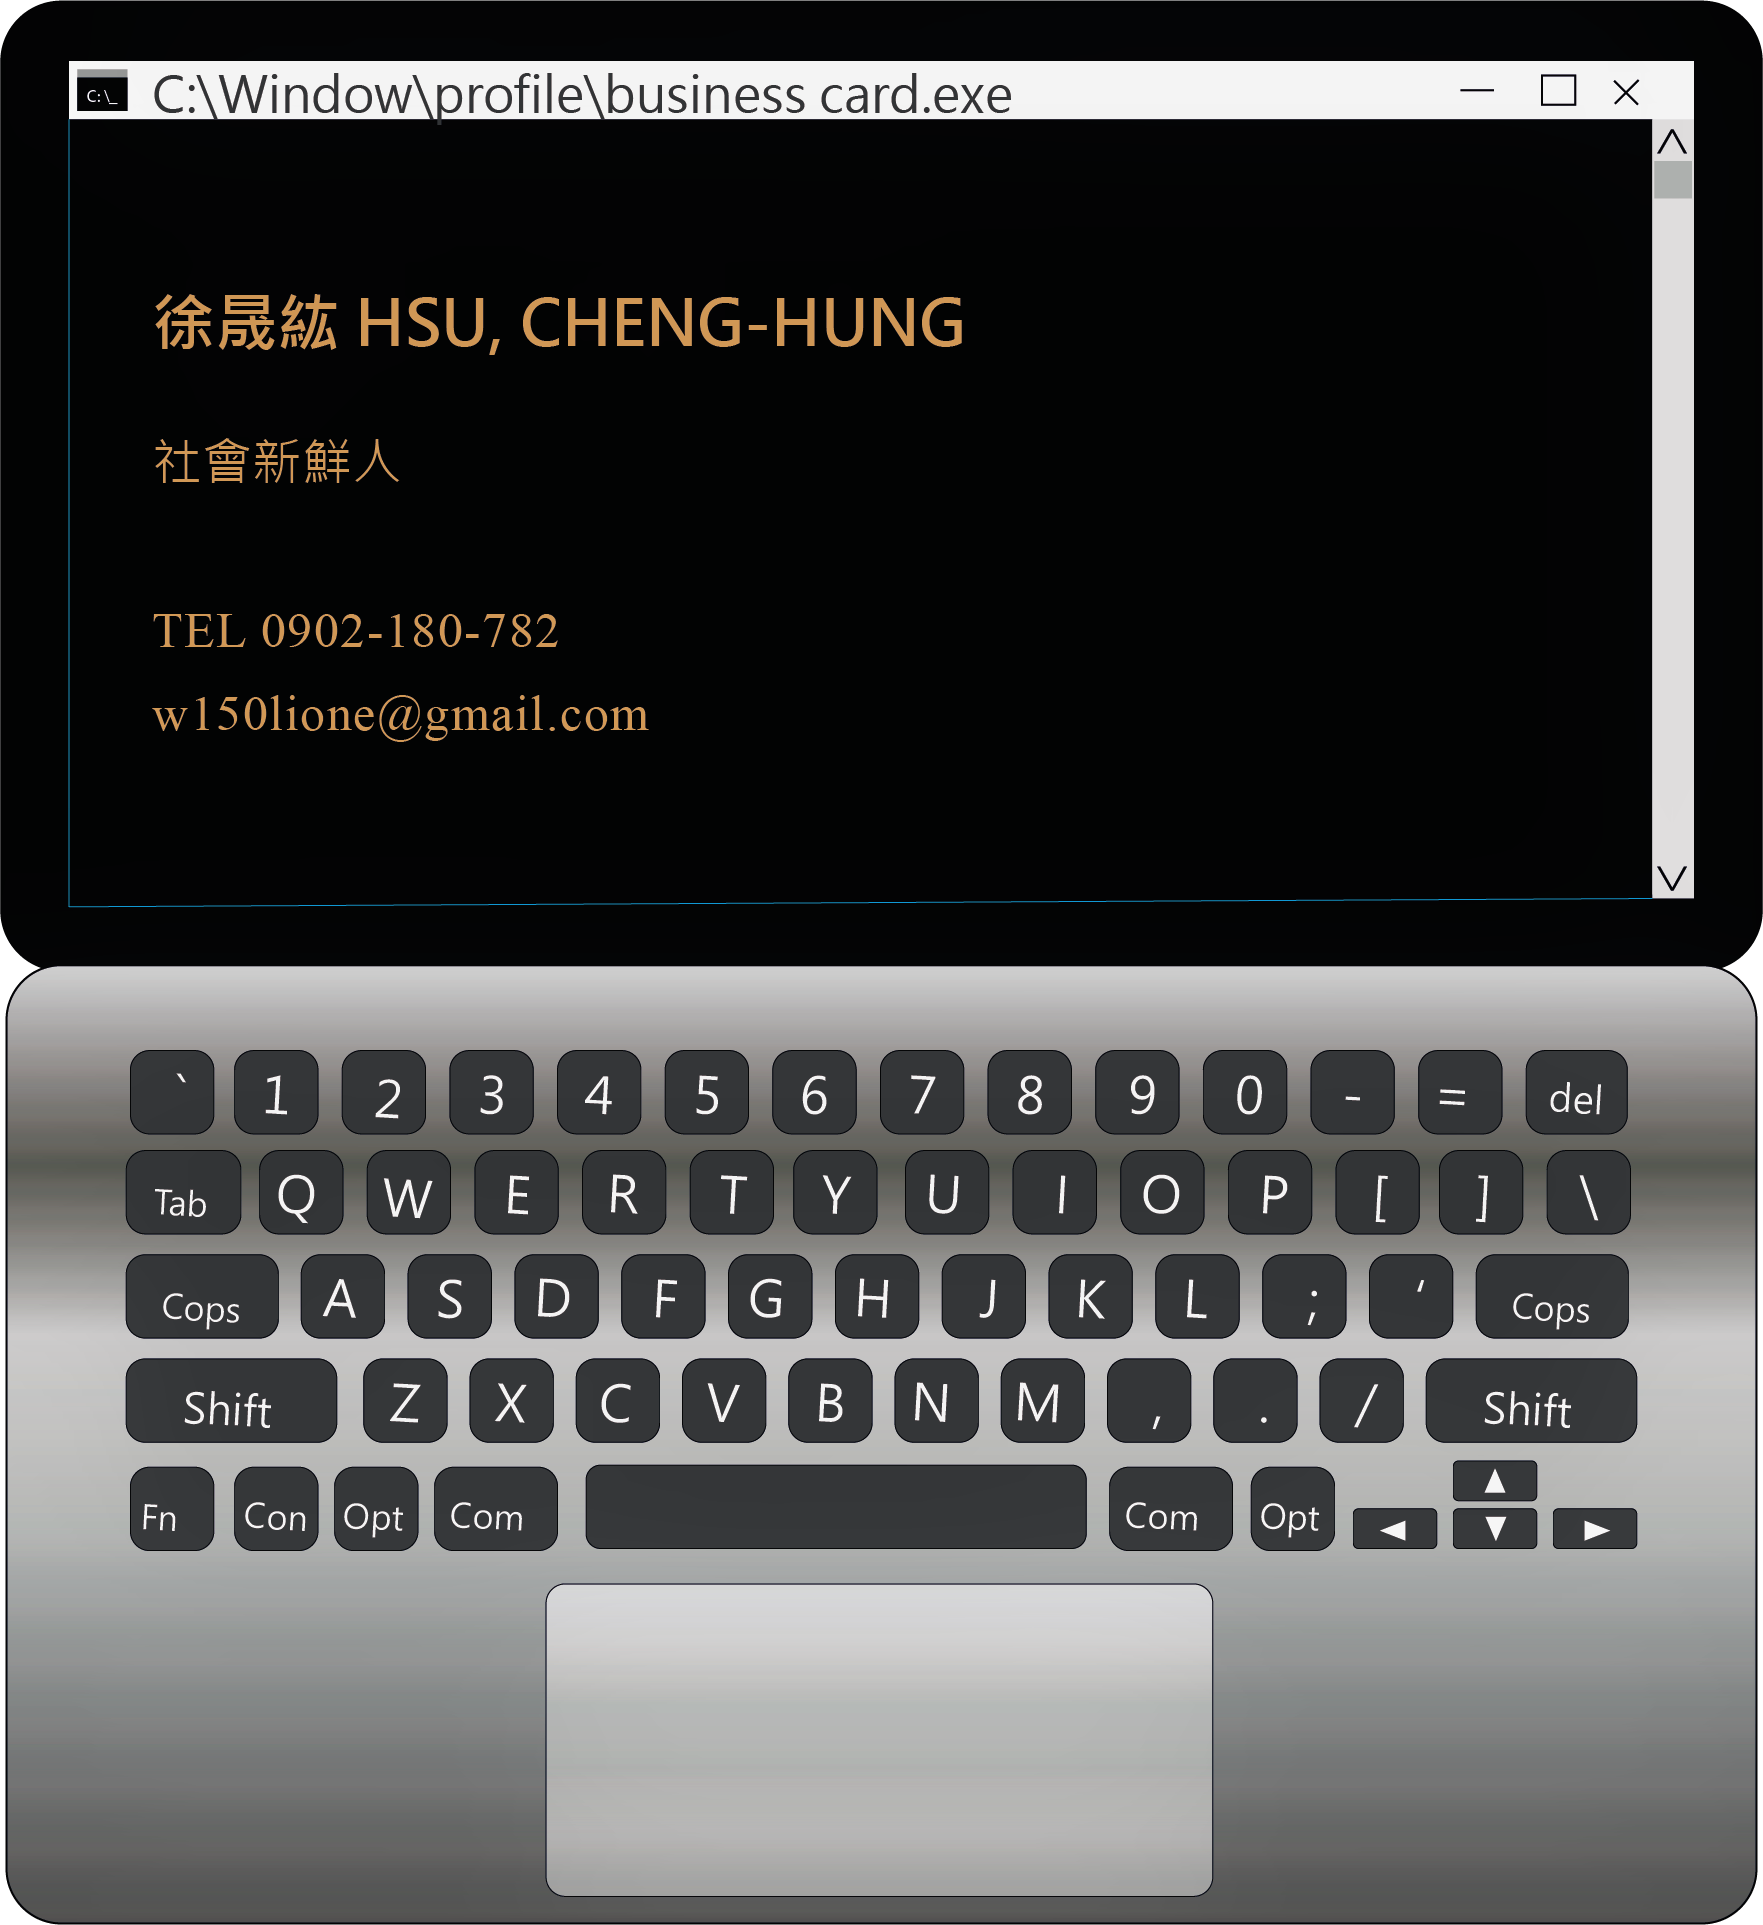 C:\_ C:\Window\profile\business card.exe
徐晟紘 HSU, CHENG-HUNG
社會新鮮人
TEL 0902-180-782
w150lione@gmail.com
` 1 2 3 4 5 6 7 8 9 0 - = del
Tab Q W E R T Y U I O P [ ] \
Cops A S D F G H J K L ; ‘ Cops
Shift Z X C V B N M , . / Shift
Fn Con Opt Com Com Opt